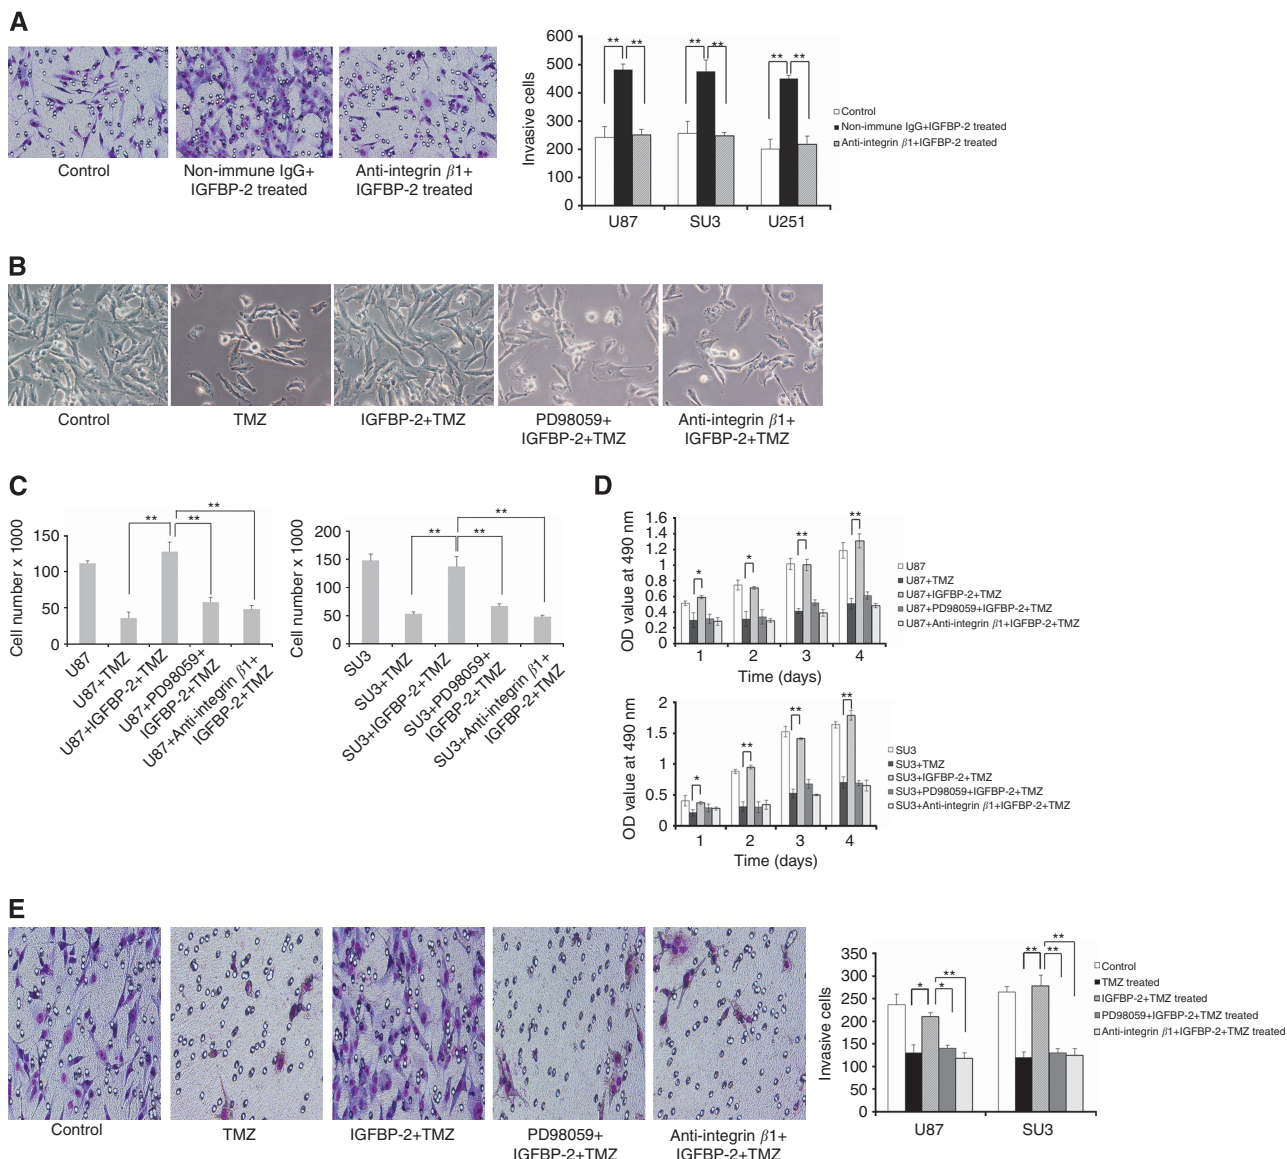 A
Control
Non-immune IgG+
IGFBP-2 treated
Anti-integrin β1+
IGFBP-2 treated
Invasive cells
600
500
400
300
200
100
0
** ** ** ** ** **
U87 SU3 U251
Control
Non-immune IgG+IGFBP-2 treated
Anti-integrin β1+IGFBP-2 treated
B
Control
TMZ
IGFBP-2+TMZ
PD98059+
IGFBP-2+TMZ
Anti-integrin β1+
IGFBP-2+TMZ
C
Cell number x 1000
150
100
50
0
** ** **
U87
U87+TMZ
U87+IGFBP-2+TMZ
U87+PD98059+
IGFBP-2+TMZ
U87+Anti-integrin β1+
IGFBP-2+TMZ
Cell number x 1000
200
150
100
50
0
** ** **
SU3
SU3+TMZ
SU3+IGFBP-2+TMZ
SU3+PD98059+
IGFBP-2+TMZ
SU3+Anti-integrin β1+
IGFBP-2+TMZ
D
OD value at 490 nm
1.6
1.4
1.2
1
0.8
0.6
0.4
0.2
0
* * ** **
1 2 3 4
Time (days)
U87
U87+TMZ
U87+IGFBP-2+TMZ
U87+PD98059+IGFBP-2+TMZ
U87+Anti-integrin β1+IGFBP-2+TMZ
OD value at 490 nm
2
1.5
1
0.5
0
* ** ** **
1 2 3 4
Time (days)
SU3
SU3+TMZ
SU3+IGFBP-2+TMZ
SU3+PD98059+IGFBP-2+TMZ
SU3+Anti-integrin β1+IGFBP-2+TMZ
E
Control
TMZ
IGFBP-2+TMZ
PD98059+
IGFBP-2+TMZ
Anti-integrin β1+
IGFBP-2+TMZ
Invasive cells
350
300
250
200
150
100
50
0
* * ** ** ** **
U87 SU3
Control
TMZ treated
IGFBP-2+TMZ treated
PD98059+IGFBP-2+TMZ treated
Anti-integrin β1+IGFBP-2+TMZ treated